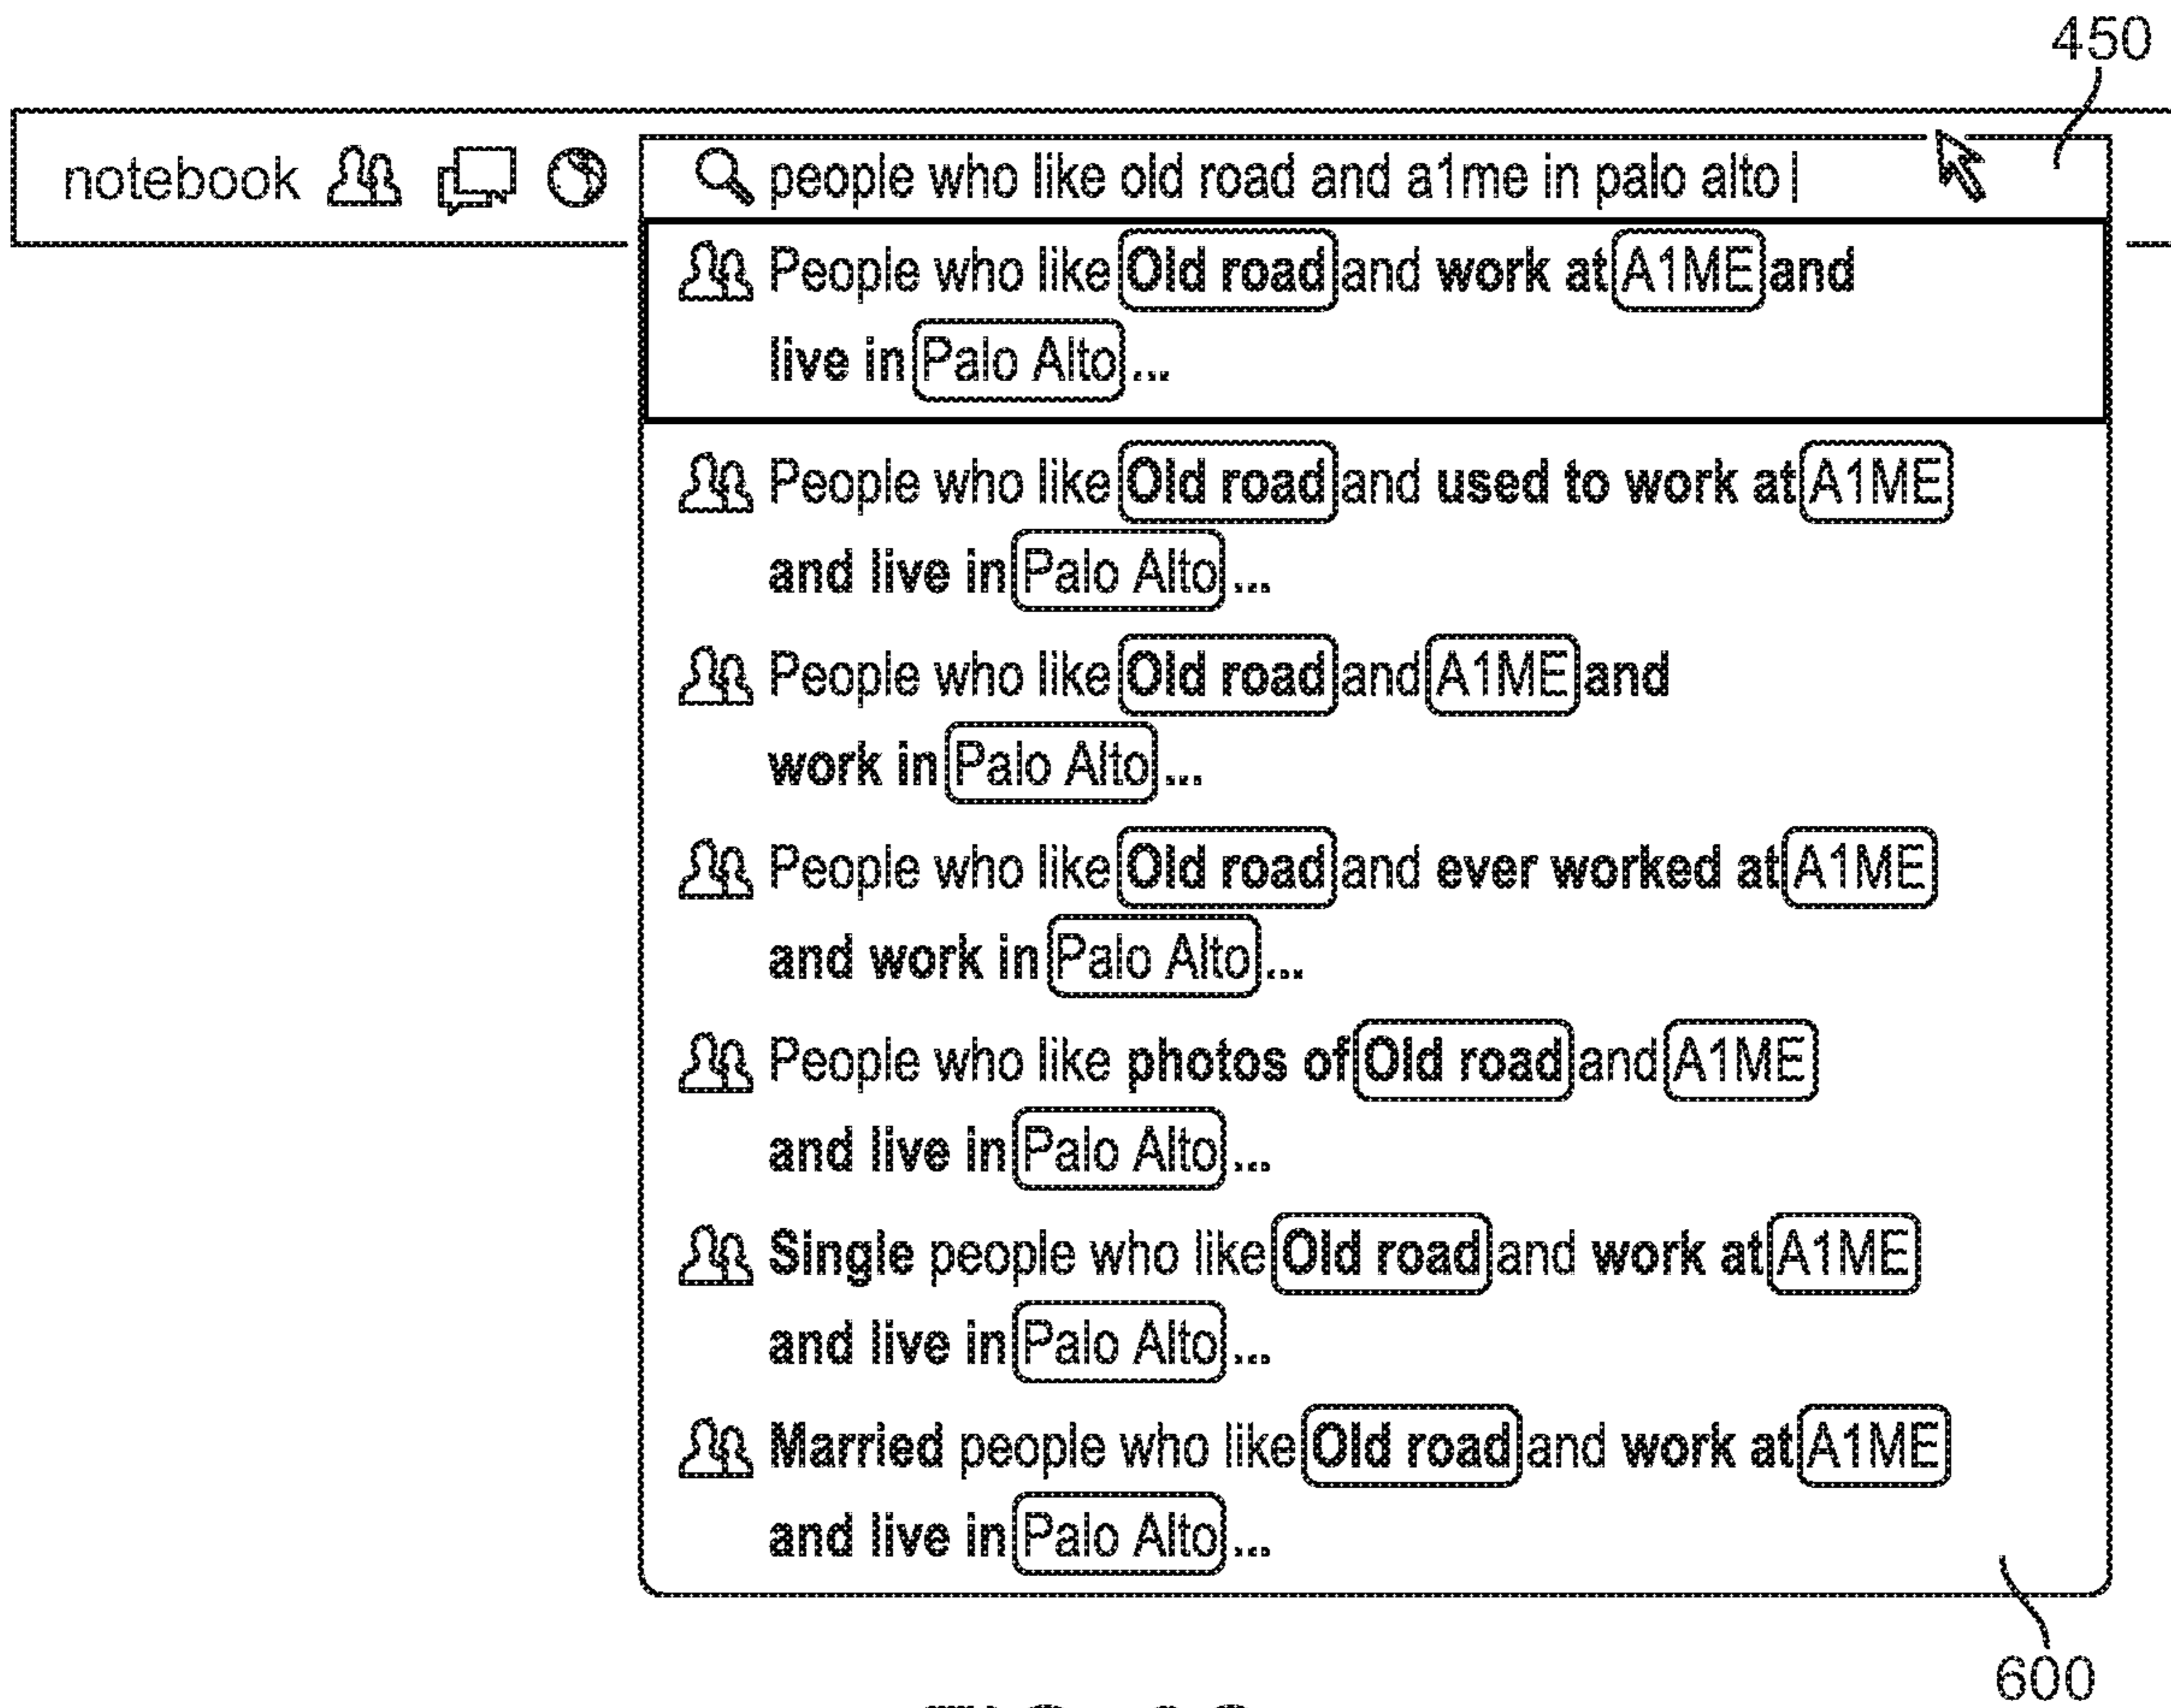 450
notebook
people who like old road and a1me in palo alto
People who like Old road and work at A1ME and
live in Palo Alto ...
People who like Old road and used to work at A1ME
and live in Palo Alto ...
People who like Old road and A1ME and
work in Palo Alto ...
People who like Old road and ever worked at A1ME
and work in Palo Alto ...
People who like photos of Old road and A1ME
and live in Palo Alto ...
Single people who like Old road and work at A1ME
and live in Palo Alto ...
Married people who like Old road and work at A1ME
and live in Palo Alto ...
600